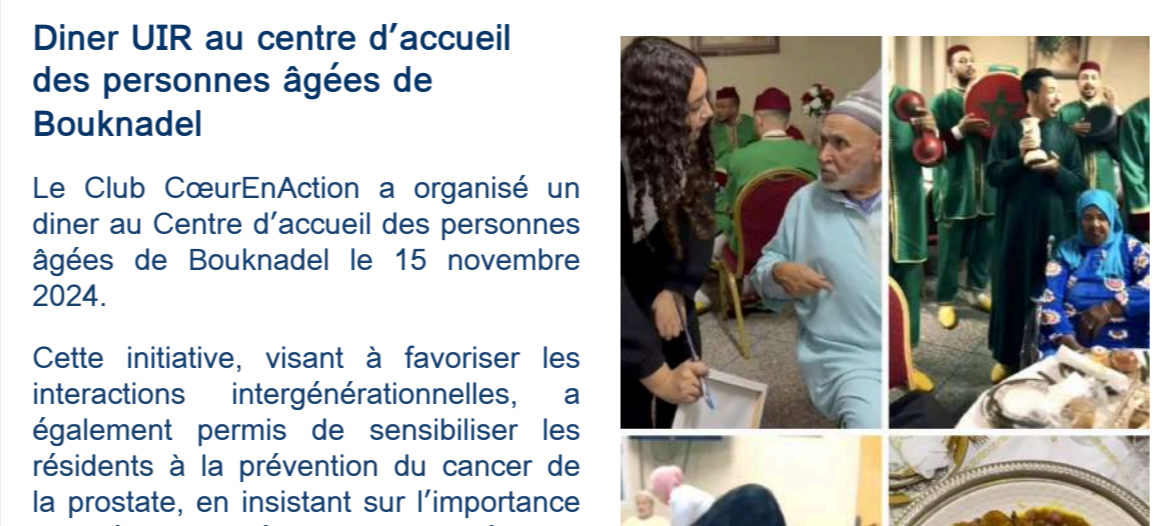 Diner UIR au centre d’accueil
des personnes âgées de
Bouknadel
Le Club CœurEnAction a organisé un
diner au Centre d’accueil des personnes
âgées de Bouknadel le 15 novembre
2024.
Cette initiative, visant à favoriser les
interactions intergénérationnelles, a
également permis de sensibiliser les
résidents à la prévention du cancer de
la prostate, en insistant sur l’importance